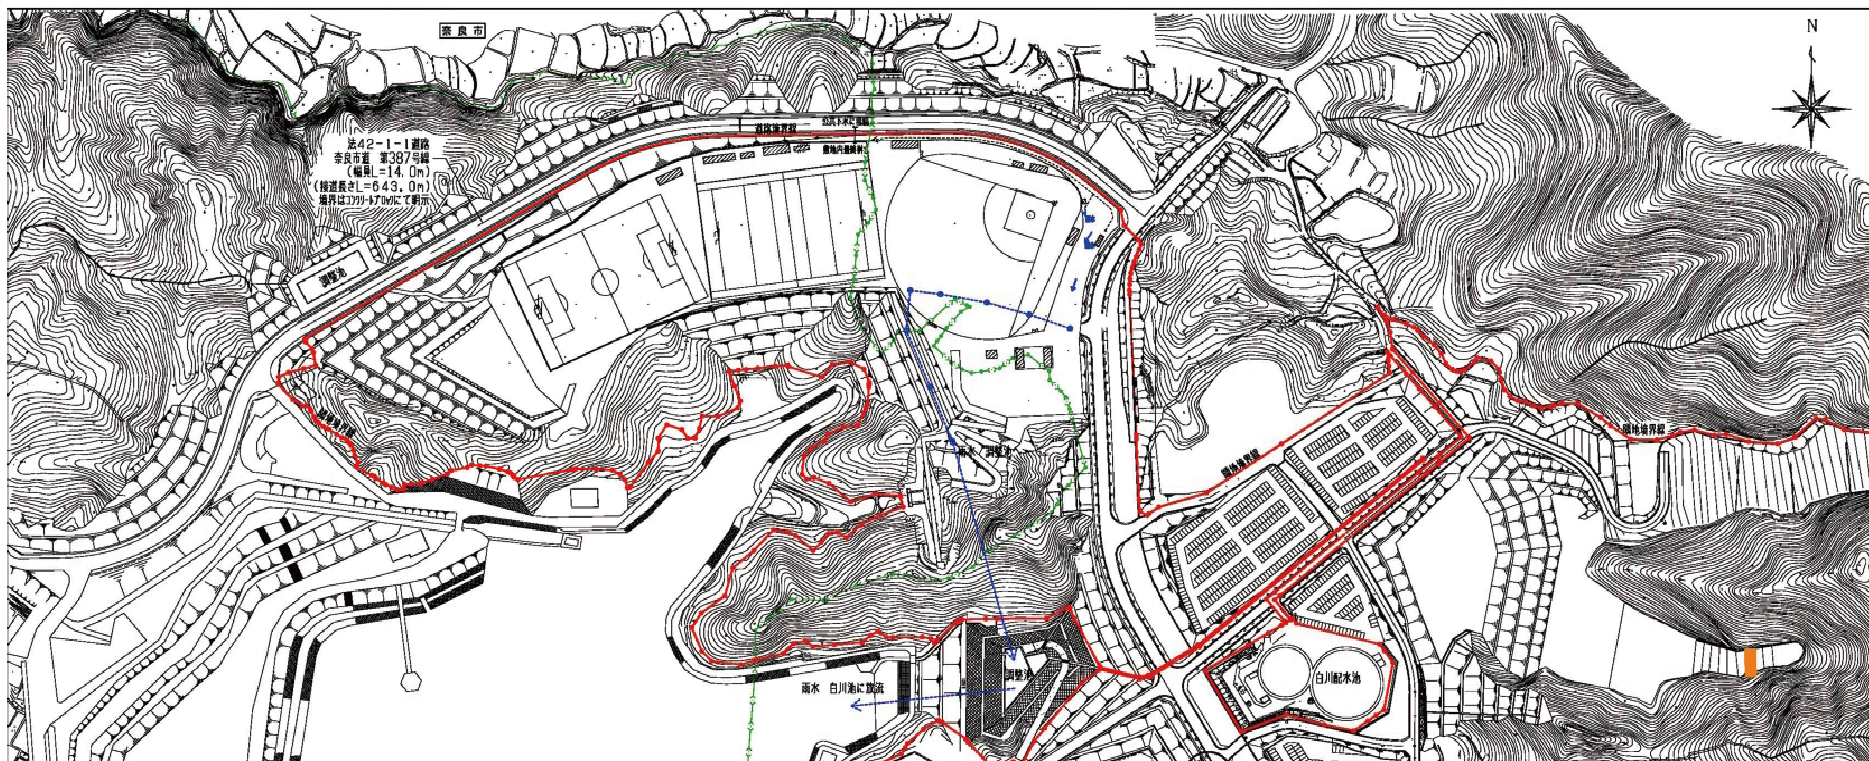 奈良市
N
法42-1-1道路
奈良市道 第387号線
(幅員L=14.0m)
(接道長さL=643.0m)
境界はコンクリートブロックにて明示
道路境界線
調整池
隣地境界線
隣地境界線
雨水 調整池
調整池
雨水 白川池に放流
白川配水池